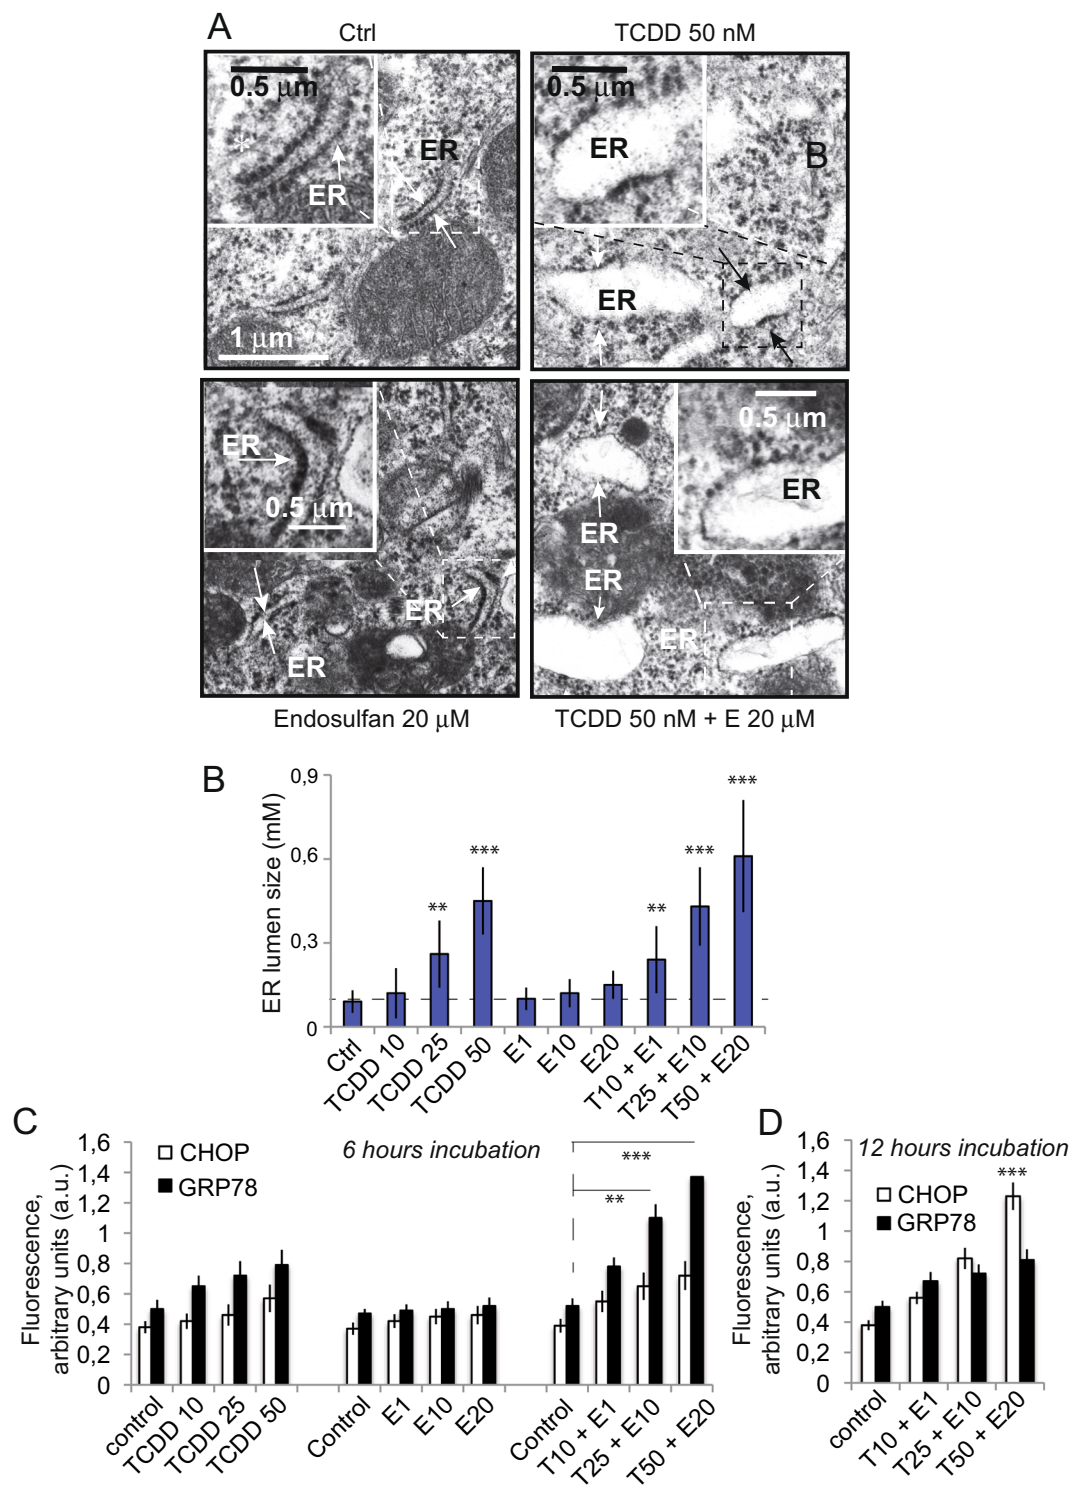 A
Ctrl
TCDD 50 nM
0.5 μm
ER
*
ER
1 μm
0.5 μm
ER
B
ER
ER
0.5 μm
ER
ER
0.5 μm
ER
ER
ER
ER
Endosulfan 20 μM
TCDD 50 nM + E 20 μM
B
ER lumen size (mM)
0,9
0,6
0,3
0
**
***
**
***
***
Ctrl
TCDD 10
TCDD 25
TCDD 50
E1
E10
E20
T10 + E1
T25 + E10
T50 + E20
C
Fluorescence,
arbitrary units (a.u.)
1,6
1,4
1,2
1
0,8
0,6
0,4
0,2
0
6 hours incubation
CHOP
GRP78
***
**
control
TCDD 10
TCDD 25
TCDD 50
Control
E1
E10
E20
Control
T10 + E1
T25 + E10
T50 + E20
D
Fluorescence,
arbitrary units (a.u.)
1,6
1,4
1,2
1
0,8
0,6
0,4
0,2
0
12 hours incubation
***
CHOP
GRP78
control
T10 + E1
T25 + E10
T50 + E20